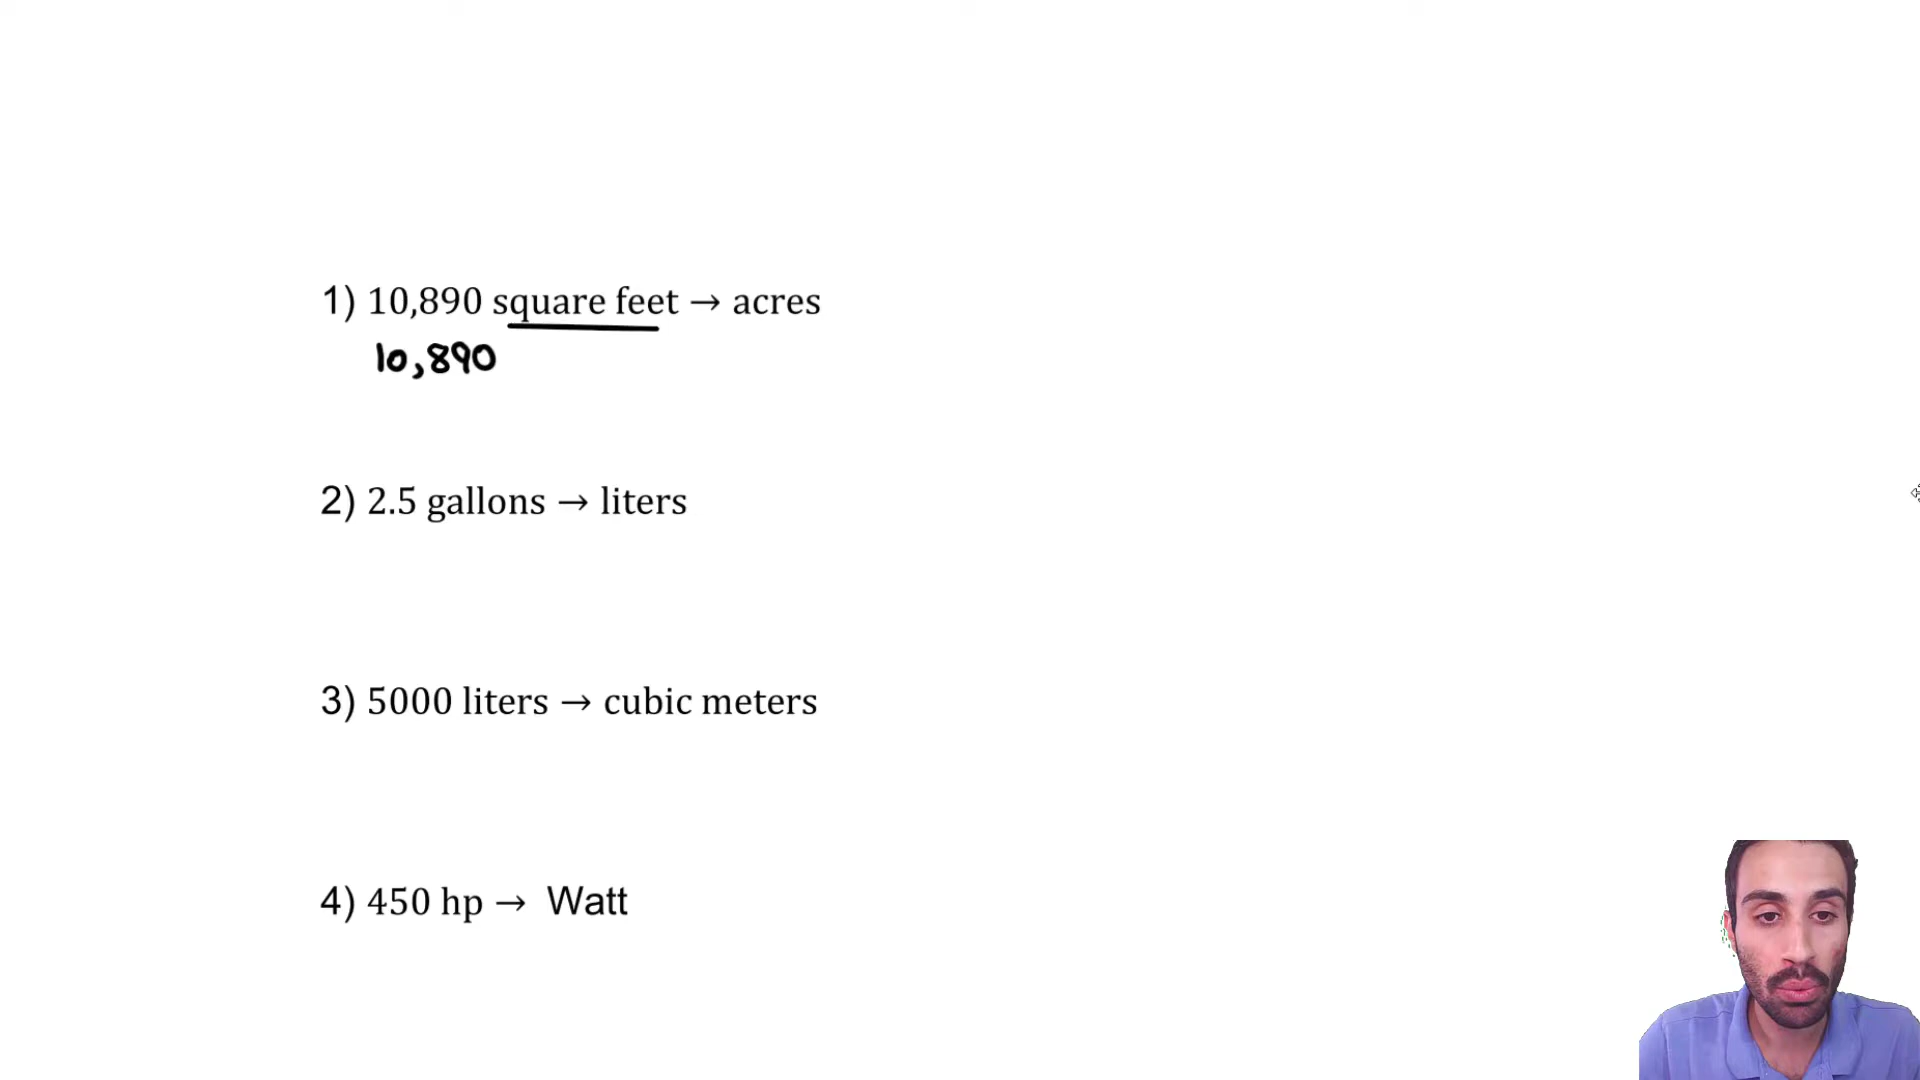 1) 10,890 square feet → acres
10,890
2) 2.5 gallons → liters
3) 5000 liters → cubic meters
4) 450 hp → Watt